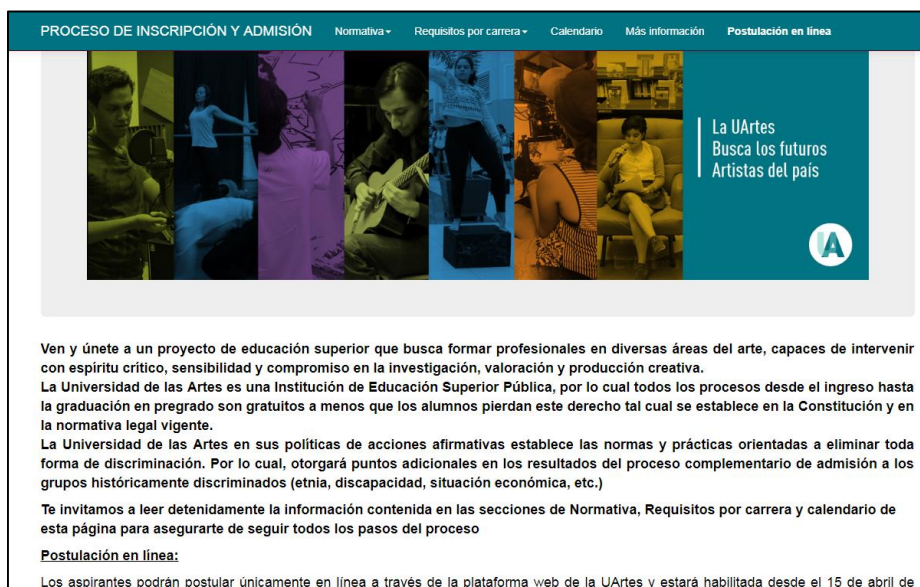 PROCESO DE INSCRIPCIÓN Y ADMISIÓN Normativa Requisitos por carrera Calendario Más información Postulación en línea
La UArtes
Busca los futuros
Artistas del país
UA
Ven y únete a un proyecto de educación superior que busca formar profesionales en diversas áreas del arte, capaces de intervenir
con espíritu crítico, sensibilidad y compromiso en la investigación, valoración y producción creativa.
La Universidad de las Artes es una Institución de Educación Superior Pública, por lo cual todos los procesos desde el ingreso hasta
la graduación en pregrado son gratuitos a menos que los alumnos pierdan este derecho tal cual se establece en la Constitución y en
la normativa legal vigente.
La Universidad de las Artes en sus políticas de acciones afirmativas establece las normas y prácticas orientadas a eliminar toda
forma de discriminación. Por lo cual, otorgará puntos adicionales en los resultados del proceso complementario de admisión a los
grupos históricamente discriminados (etnia, discapacidad, situación económica, etc.)
Te invitamos a leer detenidamente la información contenida en las secciones de Normativa, Requisitos por carrera y calendario de
esta página para asegurarte de seguir todos los pasos del proceso
Postulación en línea:
Los aspirantes podrán postular únicamente en línea a través de la plataforma web de la UArtes y estará habilitada desde el 15 de abril de